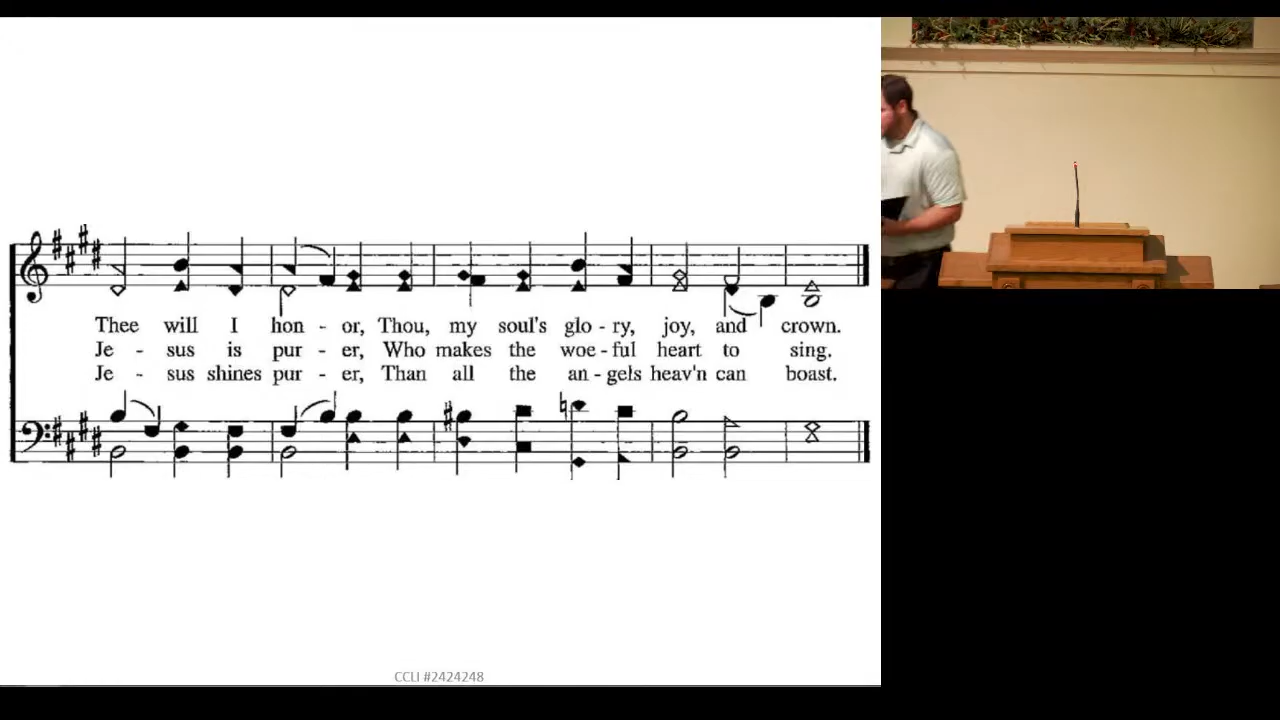 Thee will I hon - or, Thou, my soul's glo - ry, joy, and crown.
Je - sus is pur - er, Who makes the woe - ful heart to sing.
Je - sus shines pur - er, Than all the an - gels heav'n can boast.
CCLI #2424248